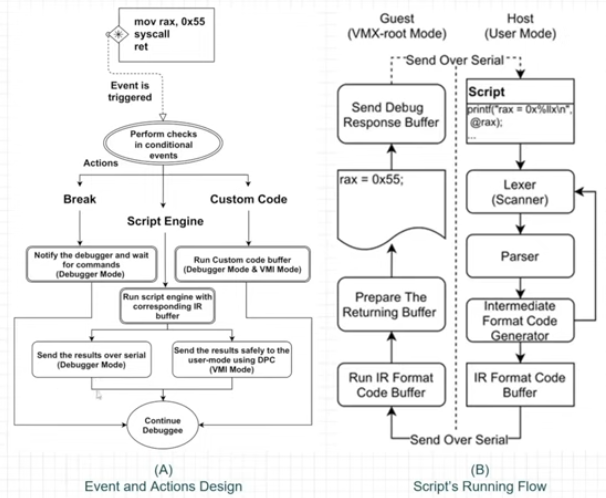 mov rax, 0x55
syscall
ret
Event is
triggered
Perform checks
in conditional
events
Actions
Break
Script Engine
Custom Code
Notify the debugger and wait
for commands
(Debugger Mode)
Run Custom code buffer
(Debugger Mode & VMI Mode)
Run script engine with
corresponding IR
buffer
Send the results over serial
(Debugger Mode)
Send the results safely to the
user-mode using DPC
(VMI Mode)
Continue
Debuggee
(A)
Event and Actions Design
Guest
(VMX-root Mode)
Host
(User Mode)
Send Over Serial
Send Debug
Response Buffer
Script
printf("rax = 0x%llx\n",
@rax);
...
rax = 0x55;
Lexer
(Scanner)
Parser
Prepare The
Returning Buffer
Intermediate
Format Code
Generator
Run IR Format
Code Buffer
IR Format Code
Buffer
Send Over Serial
(B)
Script's Running Flow